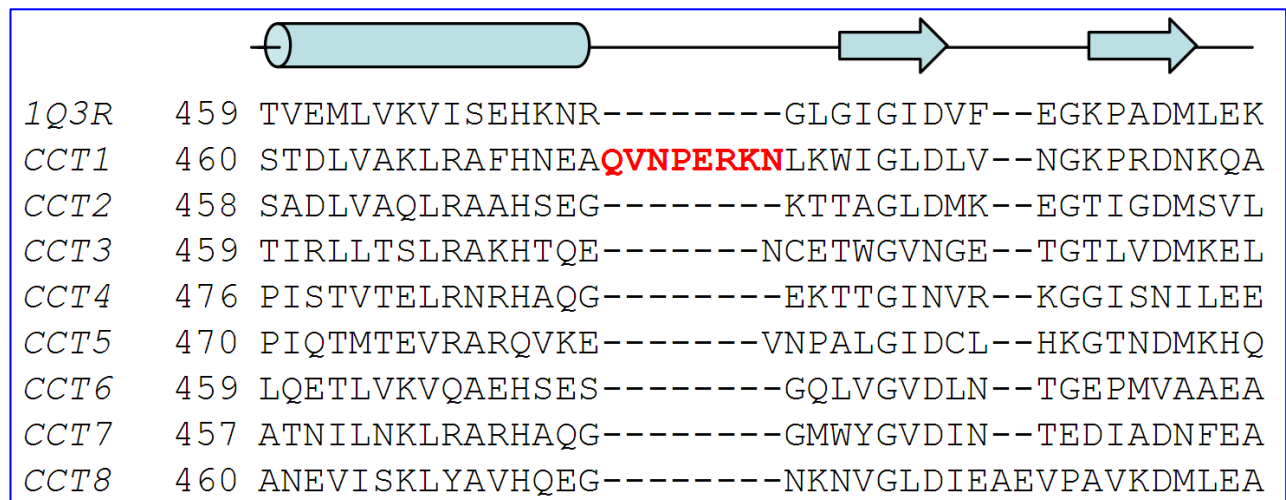 1Q3R 459 TVEMLVKVISEHKNR--------GLGIGIDVF--EGKPADMLEK
CCT1 460 STDLVAKLRAFHNEAQVNPERKNLKWIGLDLV--NGKPRDNKQA
CCT2 458 SADLVAQLRAAHSEG--------KTTAGLDMK--EGTIGDMSVL
CCT3 459 TIRLLTSLRAKHTQE-------NCETWGVNGE--TGTLVDMKEL
CCT4 476 PISTVTELRNRHAQG--------EKTTGINVR--KGGISNILEE
CCT5 470 PIQTMTEVRARQVKE-------VNPALGIDCL--HKGTNDMKHQ
CCT6 459 LQETLVKVQAEHSES--------GQLVGVDLN--TGEPMVAAEA
CCT7 457 ATNILNKLRARHAQG--------GMWYGVDIN--TEDIADNFEA
CCT8 460 ANEVISKLYAVHQEG--------NKNVGLDIEAEVPAVKDMLEA